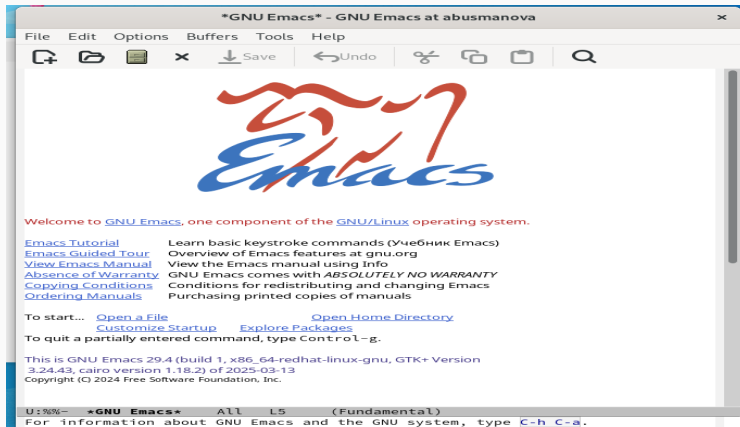 *GNU Emacs* - GNU Emacs at abusmanova
File Edit Options Buffers Tools Help
Save Undo
Emacs
Welcome to GNU Emacs, one component of the GNU/Linux operating system.
Emacs Tutorial Learn basic keystroke commands (Учебник Emacs)
Emacs Guided Tour Overview of Emacs features at gnu.org
View Emacs Manual View the Emacs manual using Info
Absence of Warranty GNU Emacs comes with ABSOLUTELY NO WARRANTY
Copying Conditions Conditions for redistributing and changing Emacs
Ordering Manuals Purchasing printed copies of manuals
To start... Open a File Open Home Directory
Customize Startup Explore Packages
To quit a partially entered command, type Control-g.
This is GNU Emacs 29.4 (build 1, x86_64-redhat-linux-gnu, GTK+ Version
3.24.43, cairo version 1.18.2) of 2025-03-13
Copyright (C) 2024 Free Software Foundation, Inc.
U:%%- *GNU Emacs* All L5 (Fundamental)
For information about GNU Emacs and the GNU system, type C-h C-a.